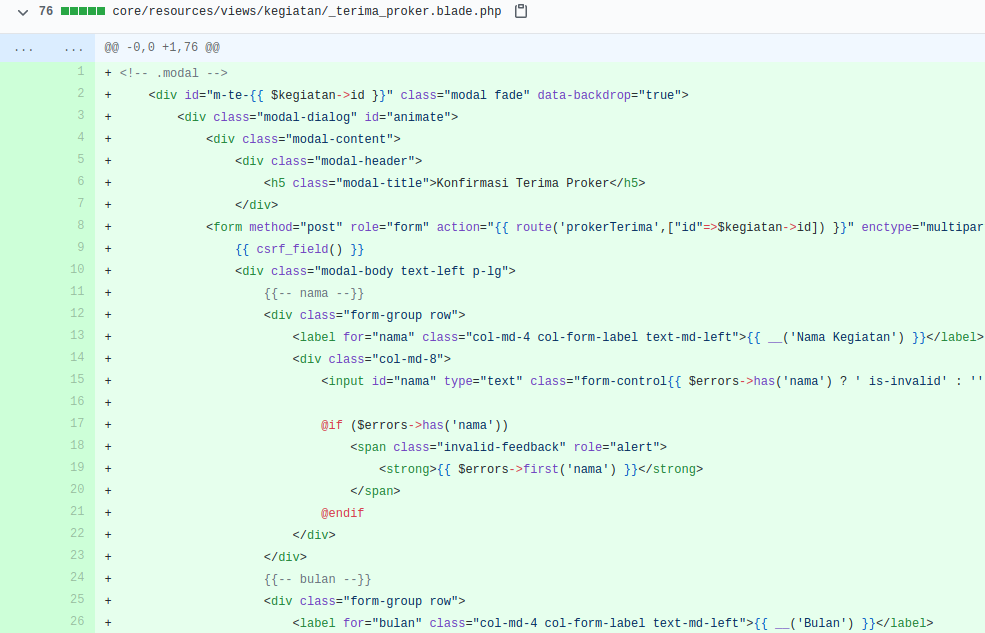 76 core/resources/views/kegiatan/_terima_proker.blade.php
... ... @@ -0,0 +1,76 @@
1 + <!-- .modal -->
2 + <div id="m-te-{{ $kegiatan->id }}" class="modal fade" data-backdrop="true">
3 + <div class="modal-dialog" id="animate">
4 + <div class="modal-content">
5 + <div class="modal-header">
6 + <h5 class="modal-title">Konfirmasi Terima Proker</h5>
7 + </div>
8 + <form method="post" role="form" action="{{ route('prokerTerima',["id"=>$kegiatan->id]) }}" enctype="multipar
9 + {{ csrf_field() }}
10 + <div class="modal-body text-left p-lg">
11 + {{-- nama --}}
12 + <div class="form-group row">
13 + <label for="nama" class="col-md-4 col-form-label text-md-left">{{ __('Nama Kegiatan') }}</label>
14 + <div class="col-md-8">
15 + <input id="nama" type="text" class="form-control{{ $errors->has('nama') ? ' is-invalid' : ''
16 +
17 + @if ($errors->has('nama'))
18 + <span class="invalid-feedback" role="alert">
19 + <strong>{{ $errors->first('nama') }}</strong>
20 + </span>
21 + @endif
22 + </div>
23 + </div>
24 + {{-- bulan --}}
25 + <div class="form-group row">
26 + <label for="bulan" class="col-md-4 col-form-label text-md-left">{{ __('Bulan') }}</label>